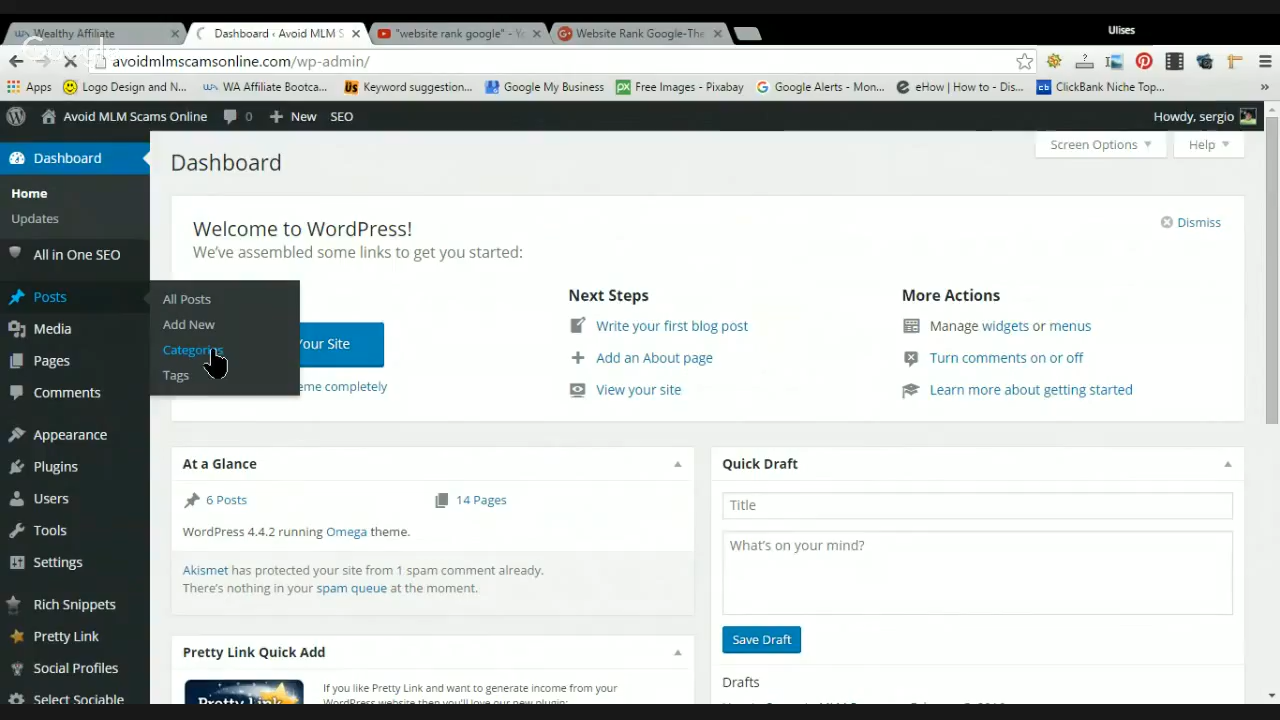 Ulises
Wealthy Affiliate
Dashboard ‹ Avoid MLM S
"website rank google" - Y
Website Rank Google-The
avoidmlmscamsonline.com/wp-admin/
Apps
Logo Design and N...
WA Affiliate Bootca...
Keyword suggestion...
Google My Business
Free Images - Pixabay
Google Alerts - Mon...
eHow | How to - Dis...
ClickBank Niche Top...
Avoid MLM Scams Online
0
New
SEO
Howdy, sergio
Dashboard
Home
Updates
All in One SEO
Posts
Media
Pages
Comments
Appearance
Plugins
Users
Tools
Settings
Rich Snippets
Pretty Link
Social Profiles
Select Sociable
All Posts
Add New
Categories
Tags
Dashboard
Screen Options
Help
Welcome to WordPress!
We've assembled some links to get you started:
Dismiss
Your Site
eme completely
Next Steps
Write your first blog post
Add an About page
View your site
More Actions
Manage widgets or menus
Turn comments on or off
Learn more about getting started
At a Glance
6 Posts
14 Pages
WordPress 4.4.2 running Omega theme.
Akismet has protected your site from 1 spam comment already.
There's nothing in your spam queue at the moment.
Pretty Link Quick Add
Pretty Link
If you like Pretty Link and want to generate income from your
WordPress website then you'll love our new plugin:
Quick Draft
Title
What's on your mind?
Save Draft
Drafts